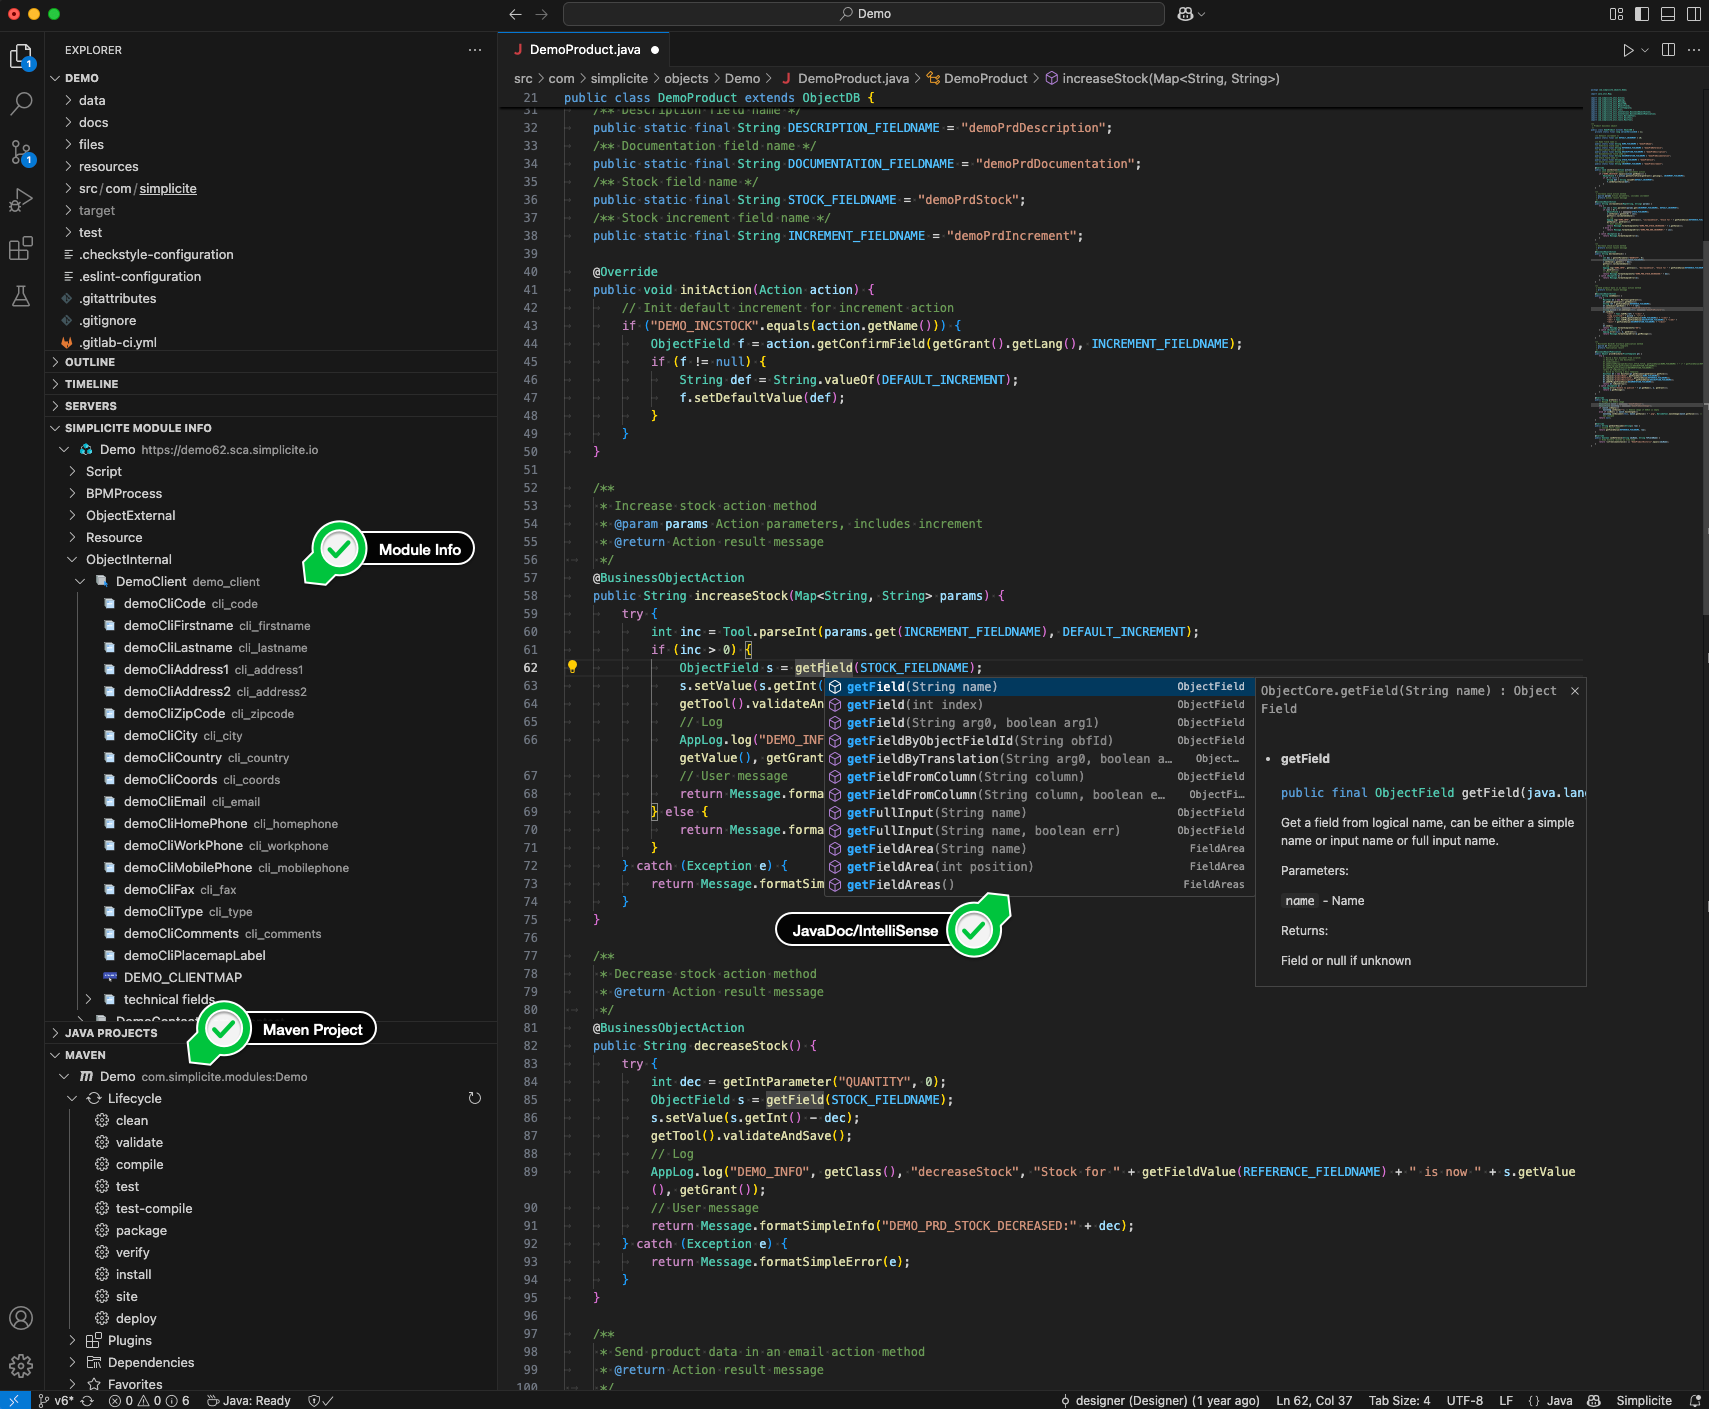 Demo
EXPLORER
DEMO
data
docs
files
resources
src/com/simplicite
target
test
.checkstyle-configuration
.eslint-configuration
.gitattributes
.gitignore
.gitlab-ci.yml
OUTLINE
TIMELINE
SERVERS
SIMPLICITE MODULE INFO
Demo https://demo62.sca.simplicite.io
Script
BPMProcess
ObjectExternal
Resource
ObjectInternal
Module Info
DemoClient demo_client
demoCliCode cli_code
demoCliFirstname cli_firstname
demoCliLastname cli_lastname
demoCliAddress1 cli_address1
demoCliAddress2 cli_address2
demoCliZipCode cli_zipcode
demoCliCity cli_city
demoCliCountry cli_country
demoCliCoords cli_coords
demoCliEmail cli_email
demoCliHomePhone cli_homephone
demoCliWorkPhone cli_workphone
demoCliMobilePhone cli_mobilephone
demoCliFax cli_fax
demoCliType cli_type
demoCliComments cli_comments
demoCliPlacemapLabel
DEMO_CLIENTMAP
technical fields
JAVA PROJECTS
Maven Project
MAVEN
Demo com.simplicite.modules:Demo
Lifecycle
clean
validate
compile
test
test-compile
package
verify
install
site
deploy
Plugins
Dependencies
Favorites
J DemoProduct.java
src > com > simplicite > objects > Demo > J DemoProduct.java > DemoProduct > increaseStock(Map<String, String>)
21 public class DemoProduct extends ObjectDB {
31 /** Description field name */
32 public static final String DESCRIPTION_FIELDNAME = "demoPrdDescription";
33 /** Documentation field name */
34 public static final String DOCUMENTATION_FIELDNAME = "demoPrdDocumentation";
35 /** Stock field name */
36 public static final String STOCK_FIELDNAME = "demoPrdStock";
37 /** Stock increment field name */
38 public static final String INCREMENT_FIELDNAME = "demoPrdIncrement";
39
40 @Override
41 public void initAction(Action action) {
42 // Init default increment for increment action
43 if ("DEMO_INCSTOCK".equals(action.getName())) {
44 ObjectField f = action.getConfirmField(getGrant().getLang(), INCREMENT_FIELDNAME);
45 if (f != null) {
46 String def = String.valueOf(DEFAULT_INCREMENT);
47 f.setDefaultValue(def);
48 }
49 }
50 }
51
52 /**
53 * Increase stock action method
54 * @param params Action parameters, includes increment
55 * @return Action result message
56 */
57 @BusinessObjectAction
58 public String increaseStock(Map<String, String> params) {
59 try {
60 int inc = Tool.parseInt(params.get(INCREMENT_FIELDNAME), DEFAULT_INCREMENT);
61 if (inc > 0) {
62 ObjectField s = getField(STOCK_FIELDNAME);
63 s.setValue(s.getInt(
64 getTool().validateAn
65 // Log
66 AppLog.log("DEMO_INF
getValue(), getGrant
67 // User message
68 return Message.forma
69 } else {
70 return Message.forma
71 }
72 } catch (Exception e) {
73 return Message.formatSim
74 }
75 }
76
77 /**
78 * Decrease stock action method
79 * @return Action result message
80 */
81 @BusinessObjectAction
82 public String decreaseStock() {
83 try {
84 int dec = getIntParameter("QUANTITY", 0);
85 ObjectField s = getField(STOCK_FIELDNAME);
86 s.setValue(s.getInt() - dec);
87 getTool().validateAndSave();
88 // Log
89 AppLog.log("DEMO_INFO", getClass(), "decreaseStock", "Stock for " + getFieldValue(REFERENCE_FIELDNAME) + " is now " + s.getValue
(), getGrant());
90 // User message
91 return Message.formatSimpleInfo("DEMO_PRD_STOCK_DECREASED:" + dec);
92 } catch (Exception e) {
93 return Message.formatSimpleError(e);
94 }
95 }
96
97 /**
98 * Send product data in an email action method
99 * @return Action result message
100 */
getField(String name) ObjectField
getField(int index) ObjectField
getField(String arg0, boolean arg1) ObjectField
getFieldByObjectFieldId(String obfId) ObjectField
getFieldByTranslation(String arg0, boolean a… Object…
getFieldFromColumn(String column) ObjectField
getFieldFromColumn(String column, boolean e… ObjectFi…
getFullInput(String name) ObjectField
getFullInput(String name, boolean err) ObjectField
getFieldArea(String name) FieldArea
getFieldArea(int position) FieldArea
getFieldAreas() FieldAreas
JavaDoc/IntelliSense
ObjectCore.getField(String name) : Object
Field
• getField
public final ObjectField getField(java.lan
Get a field from logical name, can be either a simple
name or input name or full input name.
Parameters:
name - Name
Returns:
Field or null if unknown
v6* 0 0 6 Java: Ready designer (Designer) (1 year ago) Ln 62, Col 37 Tab Size: 4 UTF-8 LF {} Java Simplicite